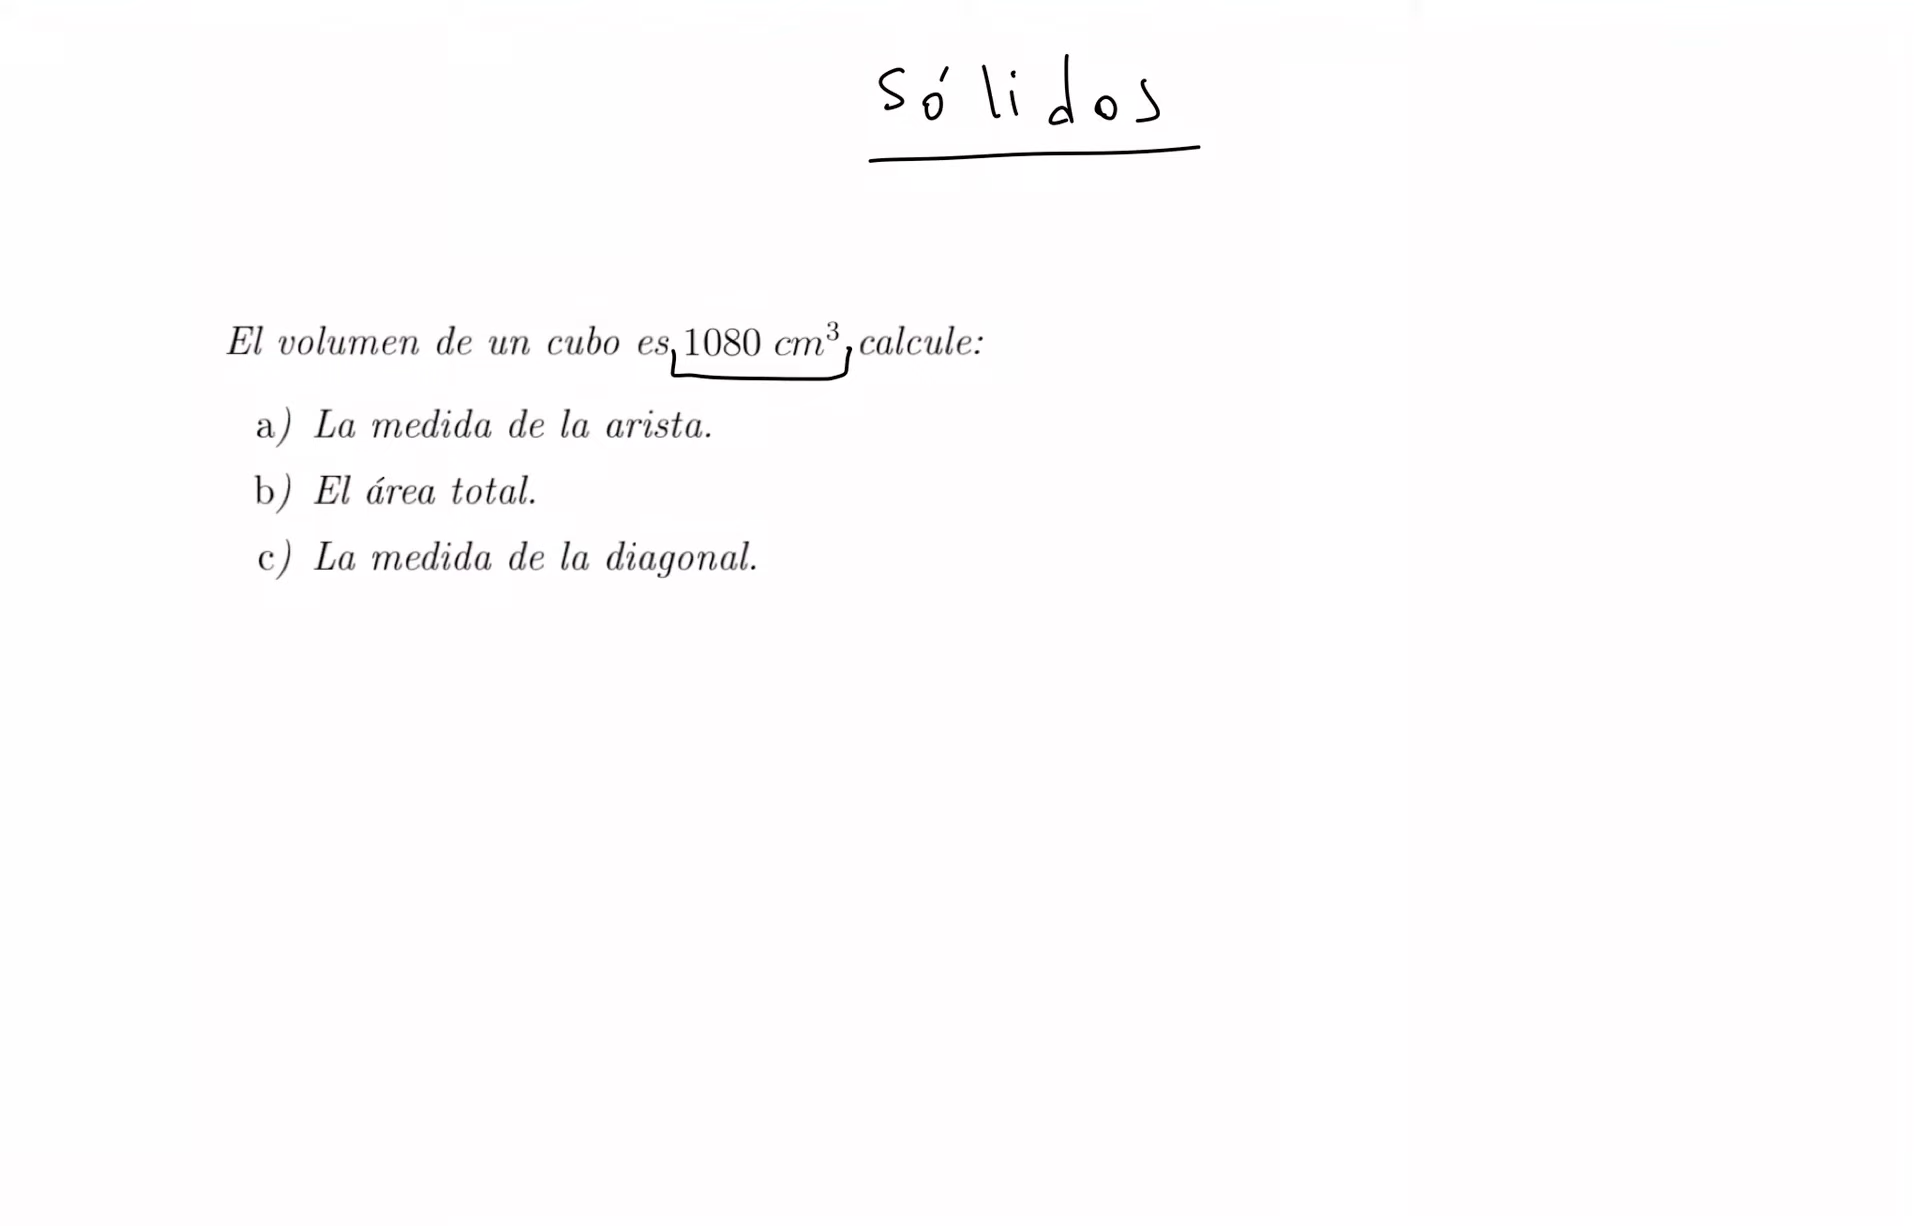 Sólidos
El volumen de un cubo es 1080 cm³, calcule:
a) La medida de la arista.
b) El área total.
c) La medida de la diagonal.